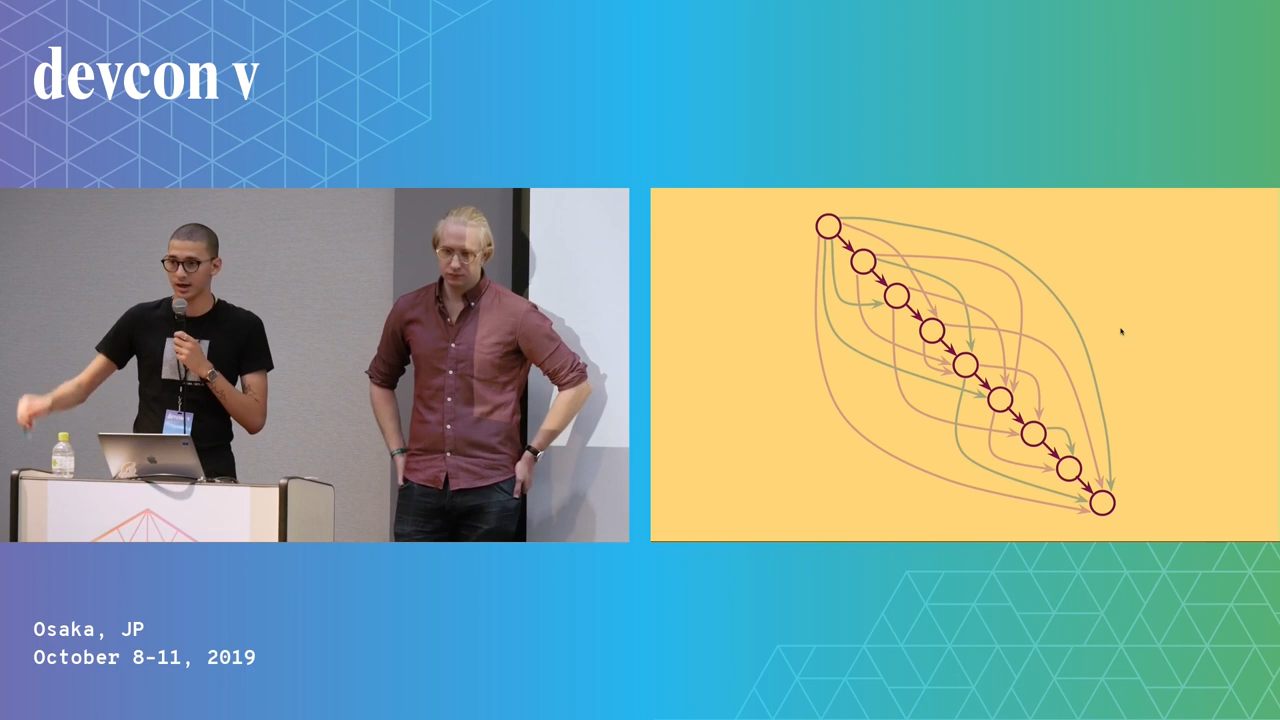 devcon v
Osaka, JP
October 8-11, 2019